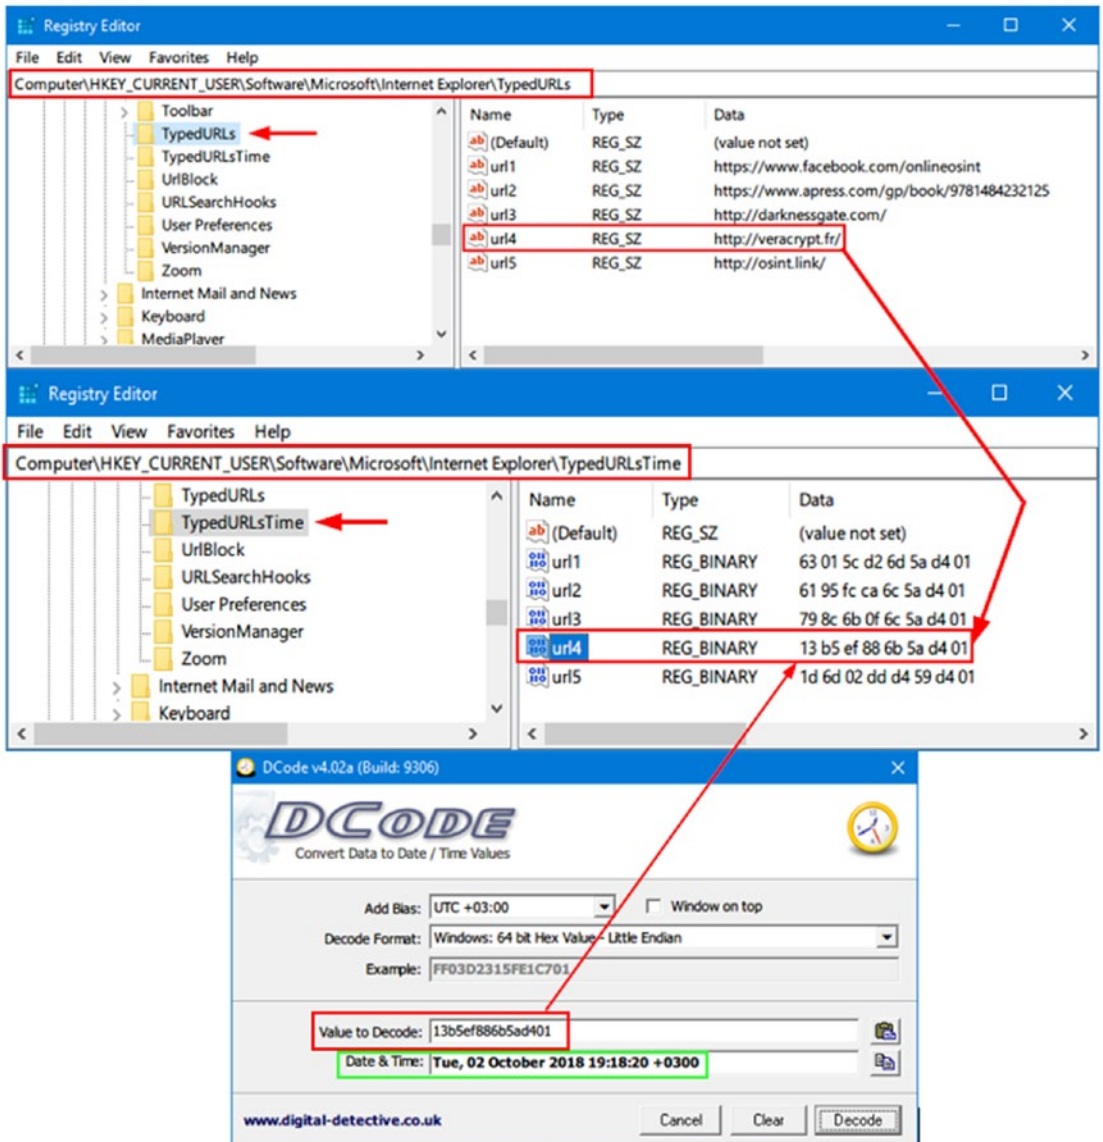 Registry Editor
File Edit View Favorites Help
Computer\HKEY_CURRENT_USER\Software\Microsoft\Internet Explorer\TypedURLs
Toolbar
TypedURLs
TypedURLsTime
UrlBlock
URLSearchHooks
User Preferences
VersionManager
Zoom
Internet Mail and News
Keyboard
MediaPlayer
Name Type Data
(Default) REG_SZ (value not set)
url1 REG_SZ https://www.facebook.com/onlineosint
url2 REG_SZ https://www.apress.com/gp/book/9781484232125
url3 REG_SZ http://darknessgate.com/
url4 REG_SZ http://veracrypt.fr/
url5 REG_SZ http://osint.link/
Registry Editor
File Edit View Favorites Help
Computer\HKEY_CURRENT_USER\Software\Microsoft\Internet Explorer\TypedURLsTime
TypedURLs
TypedURLsTime
UrlBlock
URLSearchHooks
User Preferences
VersionManager
Zoom
Internet Mail and News
Keyboard
Name Type Data
(Default) REG_SZ (value not set)
url1 REG_BINARY 63 01 5c d2 6d 5a d4 01
url2 REG_BINARY 61 95 fc ca 6c 5a d4 01
url3 REG_BINARY 79 8c 6b 0f 6c 5a d4 01
url4 REG_BINARY 13 b5 ef 88 6b 5a d4 01
url5 REG_BINARY 1d 6d 02 dd d4 59 d4 01
DCode v4.02a (Build: 9306)
DCODE
Convert Data to Date / Time Values
Add Bias: UTC +03:00 Window on top
Decode Format: Windows: 64 bit Hex Value - Little Endian
Example: FF03D2315FE1C701
Value to Decode: 13b5ef886b5ad401
Date & Time: Tue, 02 October 2018 19:18:20 +0300
www.digital-detective.co.uk Cancel Clear Decode